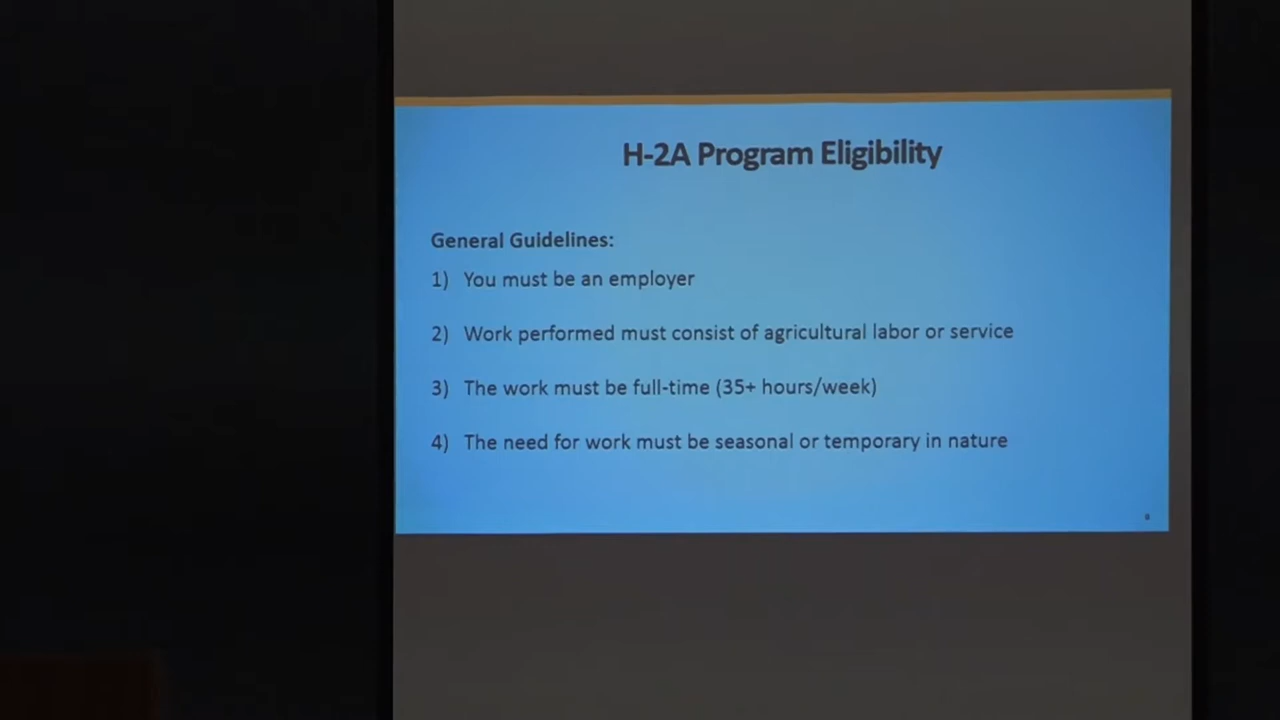 H-2A Program Eligibility
General Guidelines:
1) You must be an employer
2) Work performed must consist of agricultural labor or service
3) The work must be full-time (35+ hours/week)
4) The need for work must be seasonal or temporary in nature